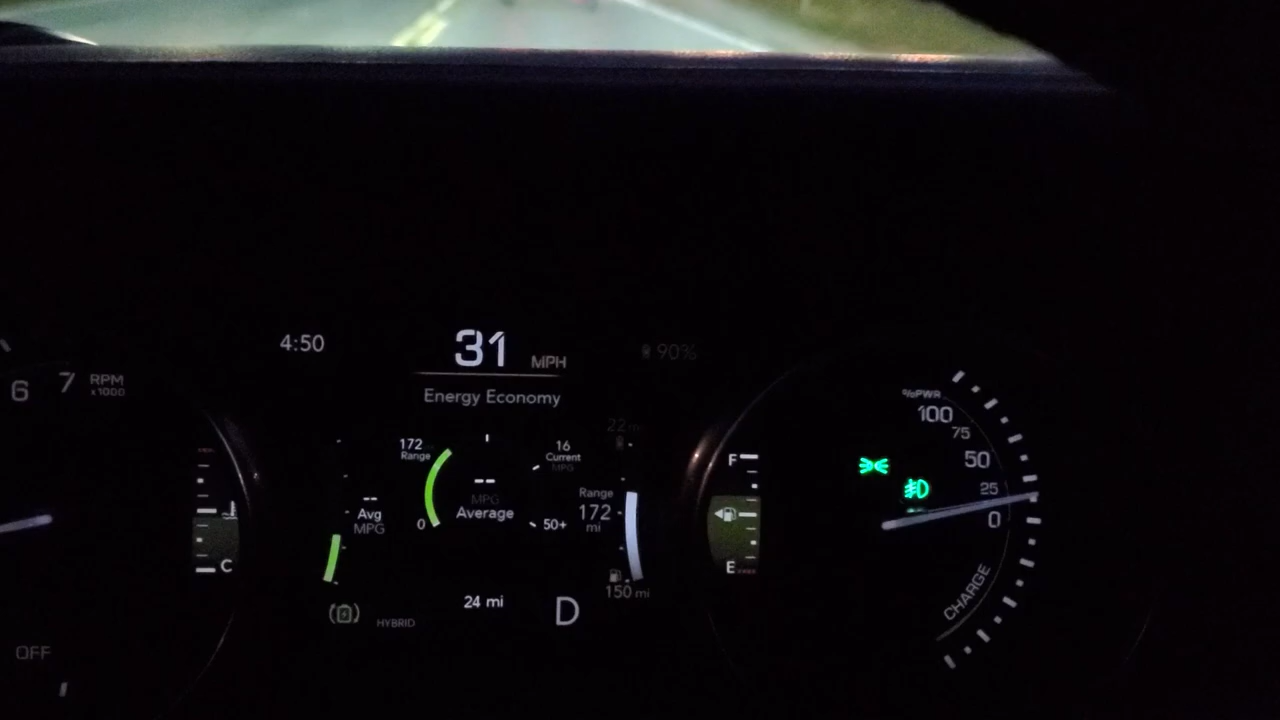 4:50
31 MPH
90%
Energy Economy
6
7
RPM
x1000
OFF
C
172
Range
0
--
MPG
Average
16
Current
MPG
50+
--
Avg
MPG
22 mi
Range
172
mi
150 mi
HYBRID
24 mi
D
F
E
%PWR
100
75
50
25
0
CHARGE